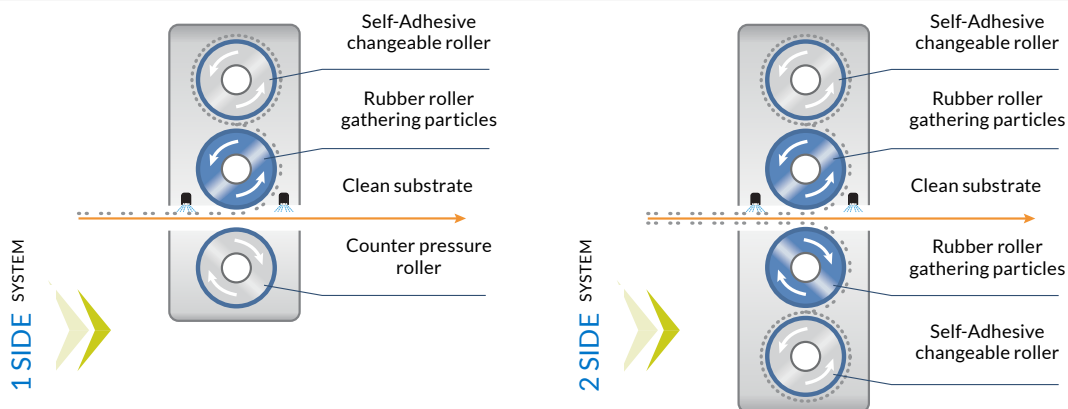 Self-Adhesive
changeable roller
Rubber roller
gathering particles
Clean substrate
Counter pressure
roller
1 SIDE SYSTEM
Self-Adhesive
changeable roller
Rubber roller
gathering particles
Clean substrate
Rubber roller
gathering particles
Self-Adhesive
changeable roller
2 SIDE SYSTEM